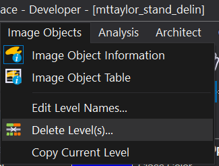 ace - Developer - [mttaylor_stand_delin]
Image Objects Analysis Architect
Image Object Information
Image Object Table
Edit Level Names...
Delete Level(s)...
Copy Current Level